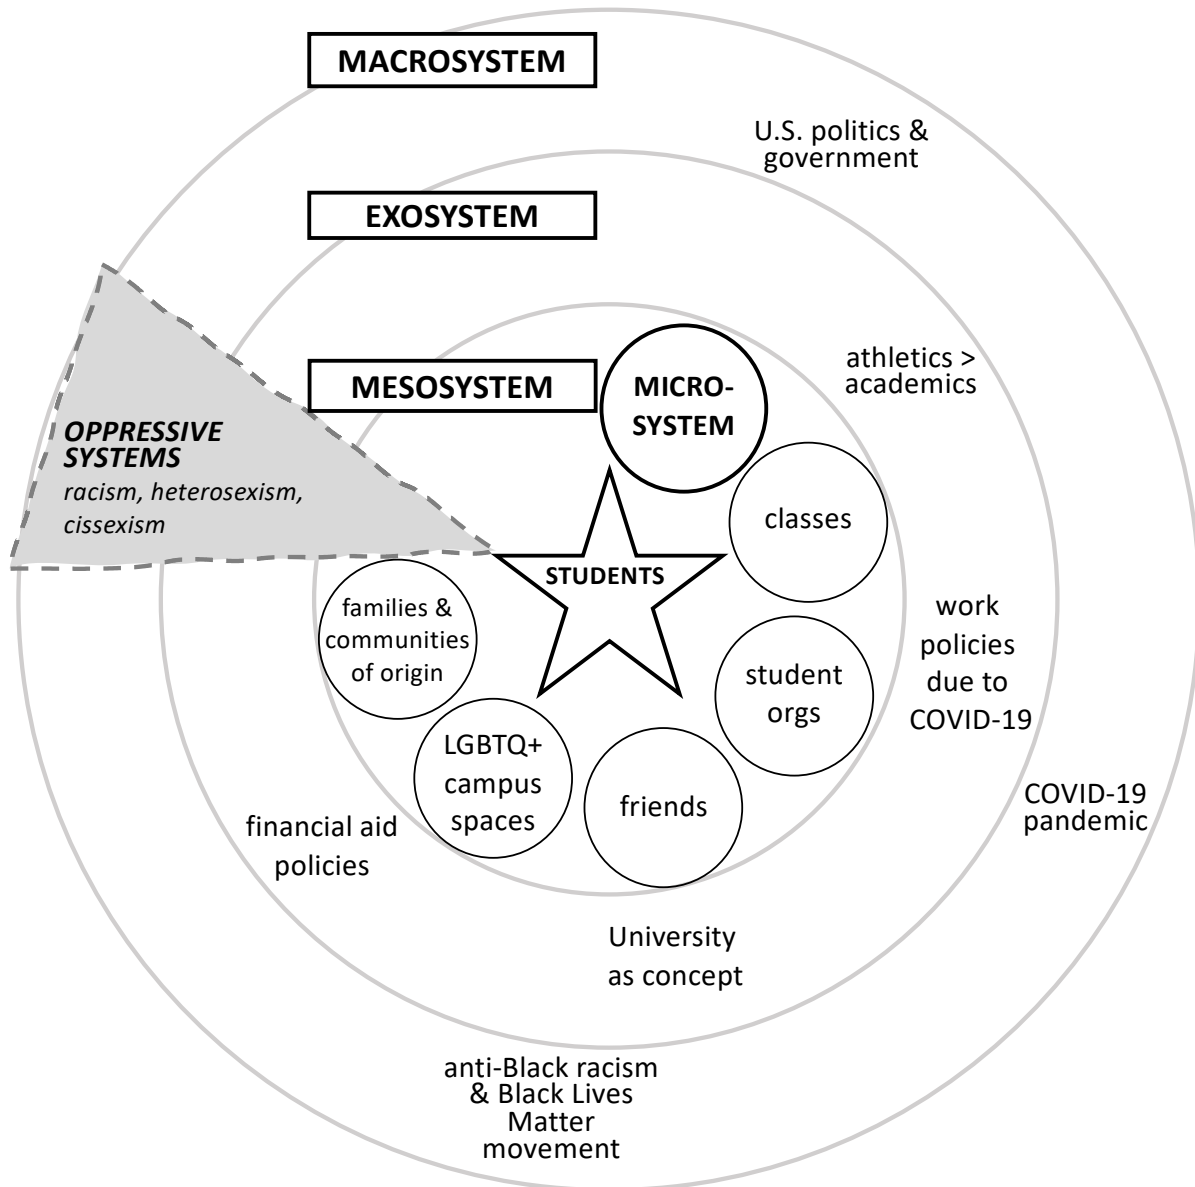 MACROSYSTEM
U.S. politics &
government
EXOSYSTEM
athletics >
academics
MESOSYSTEM
MICRO-
SYSTEM
OPPRESSIVE
SYSTEMS
racism, heterosexism,
cissexism
classes
STUDENTS
families &
communities
of origin
work
policies
due to
COVID-19
student
orgs
LGBTQ+
campus
spaces
friends
COVID-19
pandemic
financial aid
policies
University
as concept
anti-Black racism
& Black Lives
Matter
movement